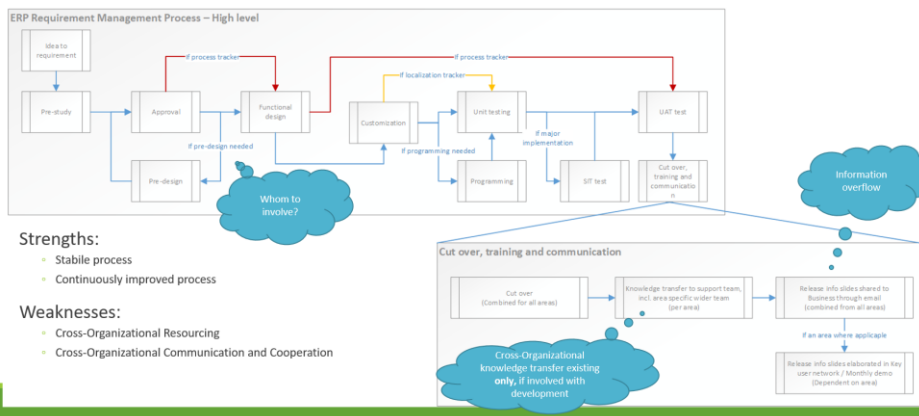 ERP Requirement Management Process – High level
Idea to
requirement
If process tracker
If process tracker
If localization tracker
Pre-study
Approval
Functional
design
Customization
Unit testing
UAT test
If pre-design needed
If programming needed
If major
implementation
Pre-design
Programming
SIT test
Cut over,
training and
communicatio
n
Whom to
involve?
Information
overflow
Strengths:
◦ Stabile process
◦ Continuously improved process
Weaknesses:
◦ Cross-Organizational Resourcing
◦ Cross-Organizational Communication and Cooperation
Cut over, training and communication
Cut over
(Combined for all areas)
Knowledge transfer to support team,
incl. area specific wider team
(per area)
Release info slides shared to
Business through email
(combined from all areas)
If an area where applicaple
Release info slides elaborated in Key
user network / Monthly demo
(Dependent on area)
Cross-Organizational
knowledge transfer existing
only, if involved with
development